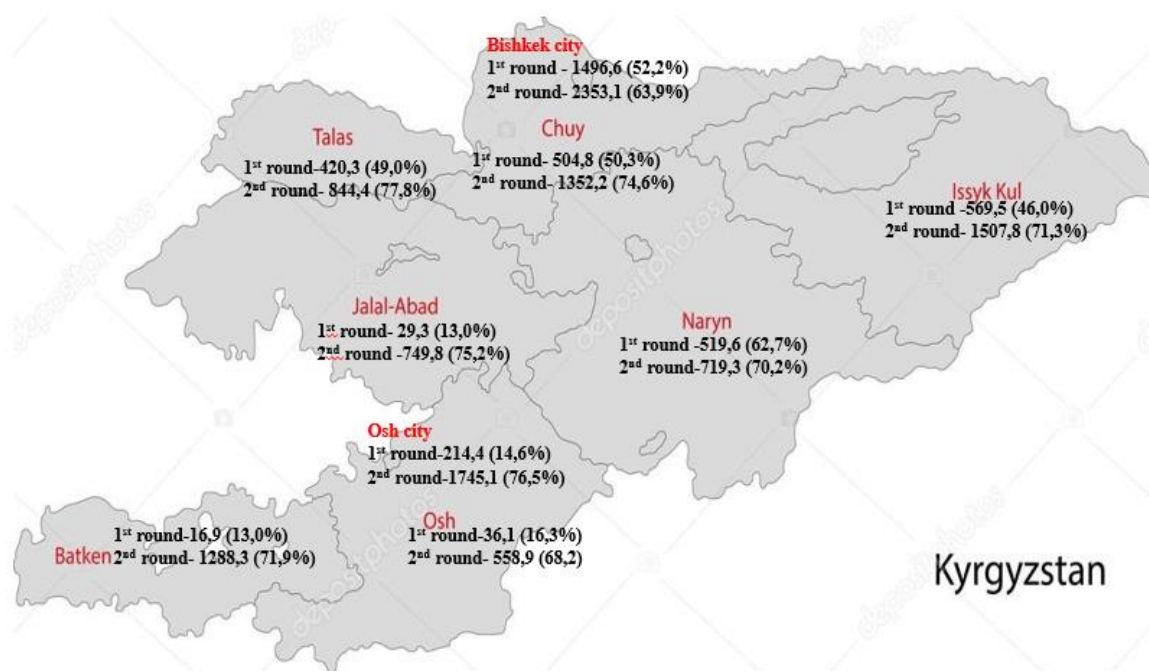 Bishkek city
1st round - 1496,6 (52,2%)
2nd round- 2353,1 (63,9%)
Talas
1st round-420,3 (49,0%)
2nd round- 844,4 (77,8%)
Chuy
1st round- 504,8 (50,3%)
2nd round- 1352,2 (74,6%)
Issyk Kul
1st round -569,5 (46,0%)
2nd round- 1507,8 (71,3%)
Jalal-Abad
1st round- 29,3 (13,0%)
2nd round -749,8 (75,2%)
Naryn
1st round -519,6 (62,7%)
2nd round-719,3 (70,2%)
Osh city
1st round-214,4 (14,6%)
2nd round-1745,1 (76,5%)
Osh
1st round-36,1 (16,3%)
2nd round- 558,9 (68,2)
Batken
1st round-16,9 (13,0%)
2nd round- 1288,3 (71,9%)
Kyrgyzstan
depositphotos
depositphotos
depositphotos
depositphotos